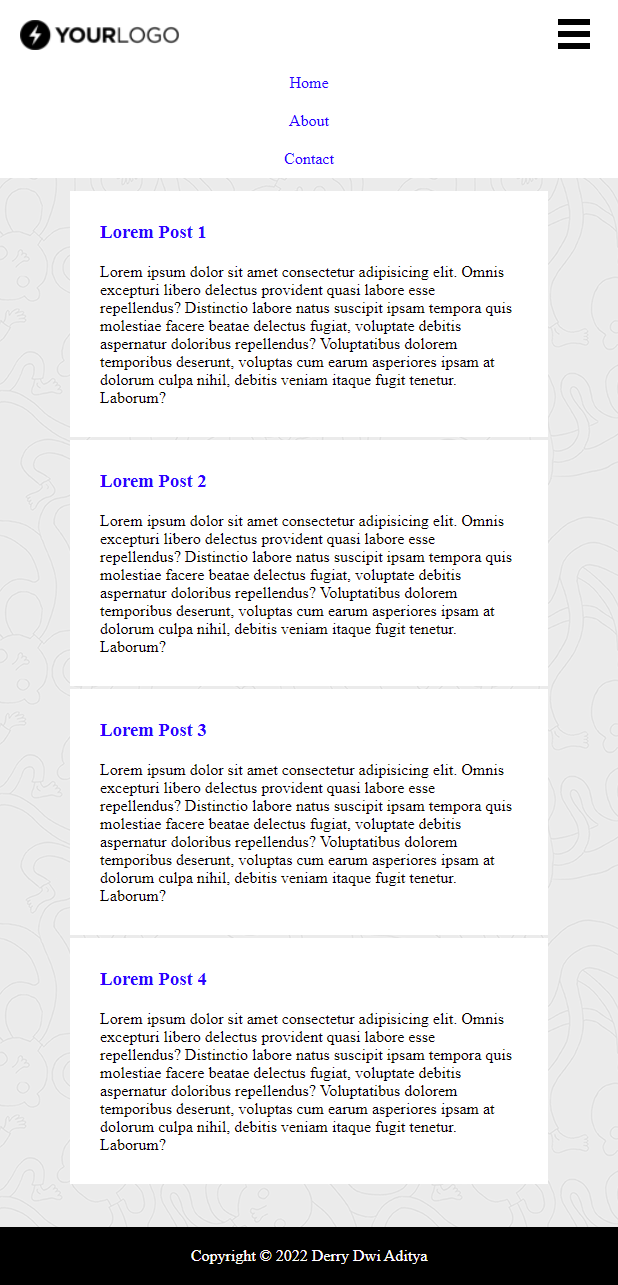 YOURLOGO
Home
About
Contact
Lorem Post 1
Lorem ipsum dolor sit amet consectetur adipisicing elit. Omnis
excepturi libero delectus provident quasi labore esse
repellendus? Distinctio labore natus suscipit ipsam tempora quis
molestiae facere beatae delectus fugiat, voluptate debitis
aspernatur doloribus repellendus? Voluptatibus dolorem
temporibus deserunt, voluptas cum earum asperiores ipsam at
dolorum culpa nihil, debitis veniam itaque fugit tenetur.
Laborum?
Lorem Post 2
Lorem ipsum dolor sit amet consectetur adipisicing elit. Omnis
excepturi libero delectus provident quasi labore esse
repellendus? Distinctio labore natus suscipit ipsam tempora quis
molestiae facere beatae delectus fugiat, voluptate debitis
aspernatur doloribus repellendus? Voluptatibus dolorem
temporibus deserunt, voluptas cum earum asperiores ipsam at
dolorum culpa nihil, debitis veniam itaque fugit tenetur.
Laborum?
Lorem Post 3
Lorem ipsum dolor sit amet consectetur adipisicing elit. Omnis
excepturi libero delectus provident quasi labore esse
repellendus? Distinctio labore natus suscipit ipsam tempora quis
molestiae facere beatae delectus fugiat, voluptate debitis
aspernatur doloribus repellendus? Voluptatibus dolorem
temporibus deserunt, voluptas cum earum asperiores ipsam at
dolorum culpa nihil, debitis veniam itaque fugit tenetur.
Laborum?
Lorem Post 4
Lorem ipsum dolor sit amet consectetur adipisicing elit. Omnis
excepturi libero delectus provident quasi labore esse
repellendus? Distinctio labore natus suscipit ipsam tempora quis
molestiae facere beatae delectus fugiat, voluptate debitis
aspernatur doloribus repellendus? Voluptatibus dolorem
temporibus deserunt, voluptas cum earum asperiores ipsam at
dolorum culpa nihil, debitis veniam itaque fugit tenetur.
Laborum?
Copyright © 2022 Derry Dwi Aditya